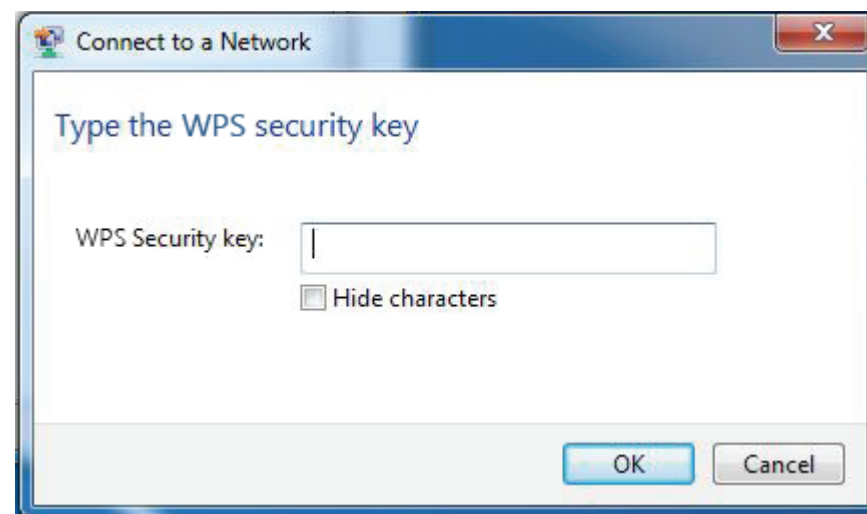 Connect to a Network
Type the WPS security key
WPS Security key:
Hide characters
OK Cancel